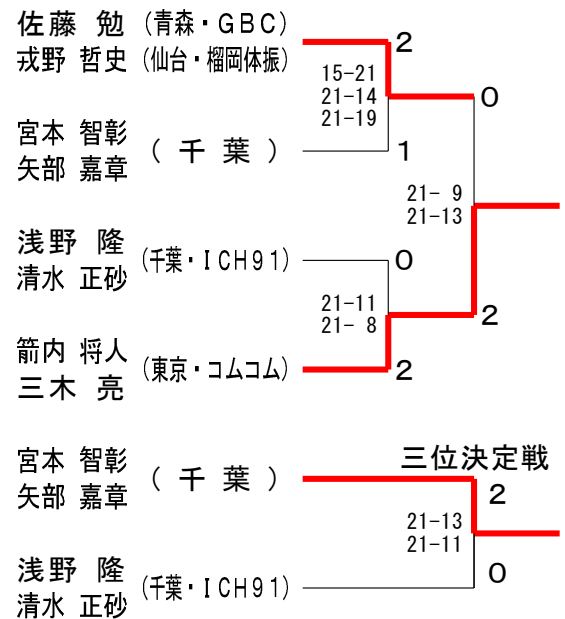 佐藤 勉 (青森・GBC)
戎野 哲史 (仙台・榴岡体振)
2
15-21
21-14
21-19
0
宮本 智彰
矢部 嘉章
( 千 葉 )
1
21- 9
21-13
浅野 隆
清水 正砂
(千葉・ICH91)
0
21-11
21- 8
2
箭内 将人
三木 亮
(東京・コムコム)
2
三位決定戦
宮本 智彰
矢部 嘉章
( 千 葉 )
2
21-13
21-11
浅野 隆
清水 正砂
(千葉・ICH91)
0